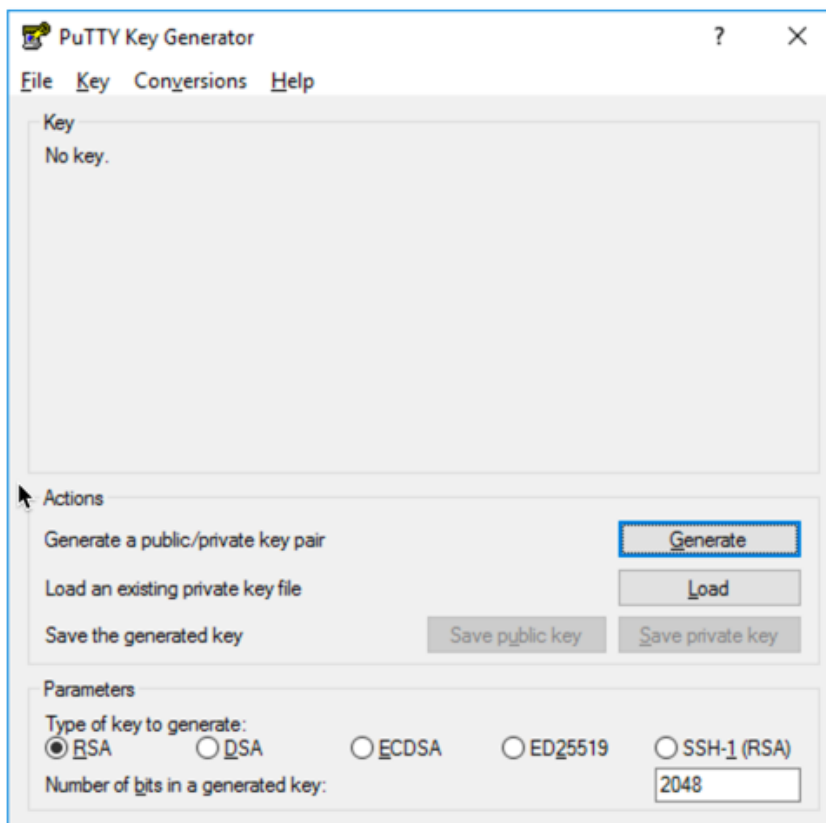 PuTTY Key Generator ? ×
File Key Conversions Help
Key
No key.
Actions
Generate a public/private key pair Generate
Load an existing private key file Load
Save the generated key Save public key Save private key
Parameters
Type of key to generate:
RSA DSA ECDSA ED25519 SSH-1 (RSA)
Number of bits in a generated key: 2048